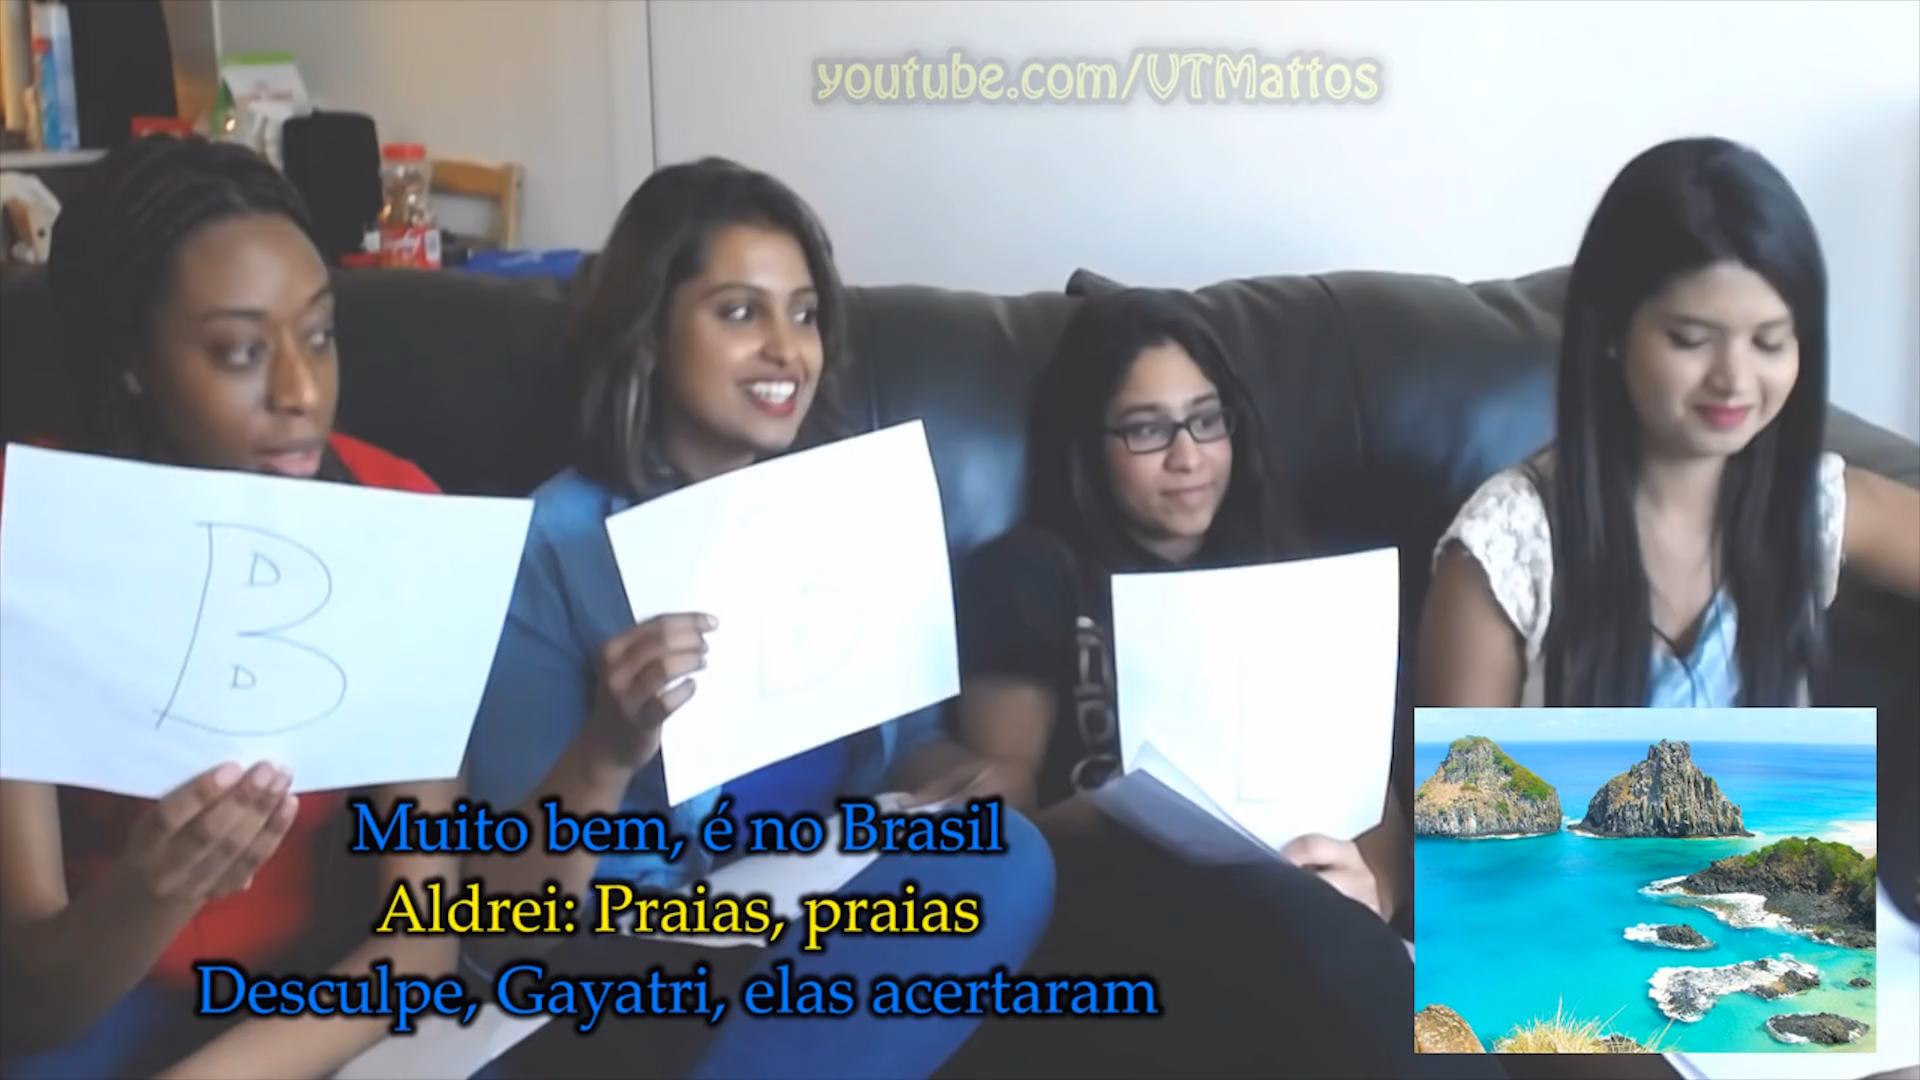 youtube.com/VTMattos
B
Muito bem, é no Brasil
Aldrei: Praias, praias
Desculpe, Gayatri, elas acertaram